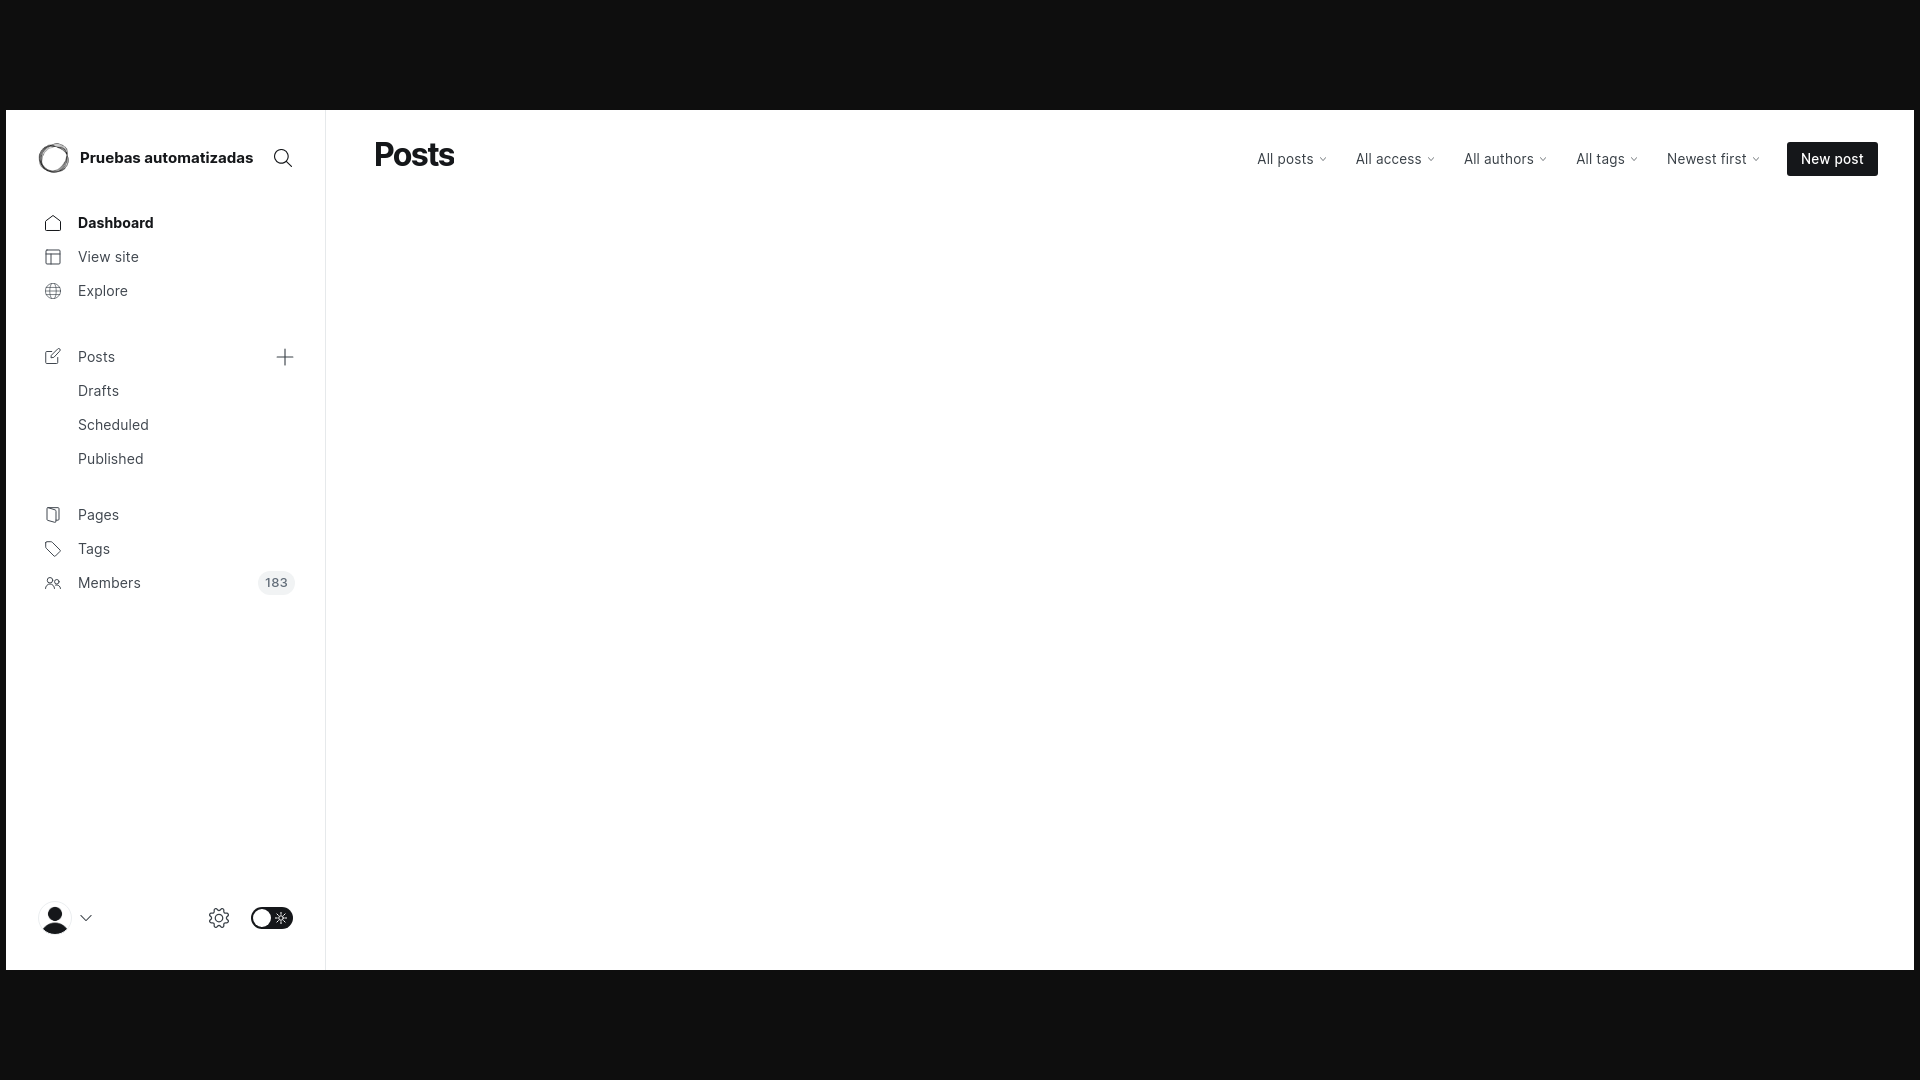 Pruebas automatizadas
Dashboard
View site
Explore
Posts
Drafts
Scheduled
Published
Pages
Tags
Members 183
Posts
All posts All access All authors All tags Newest first New post